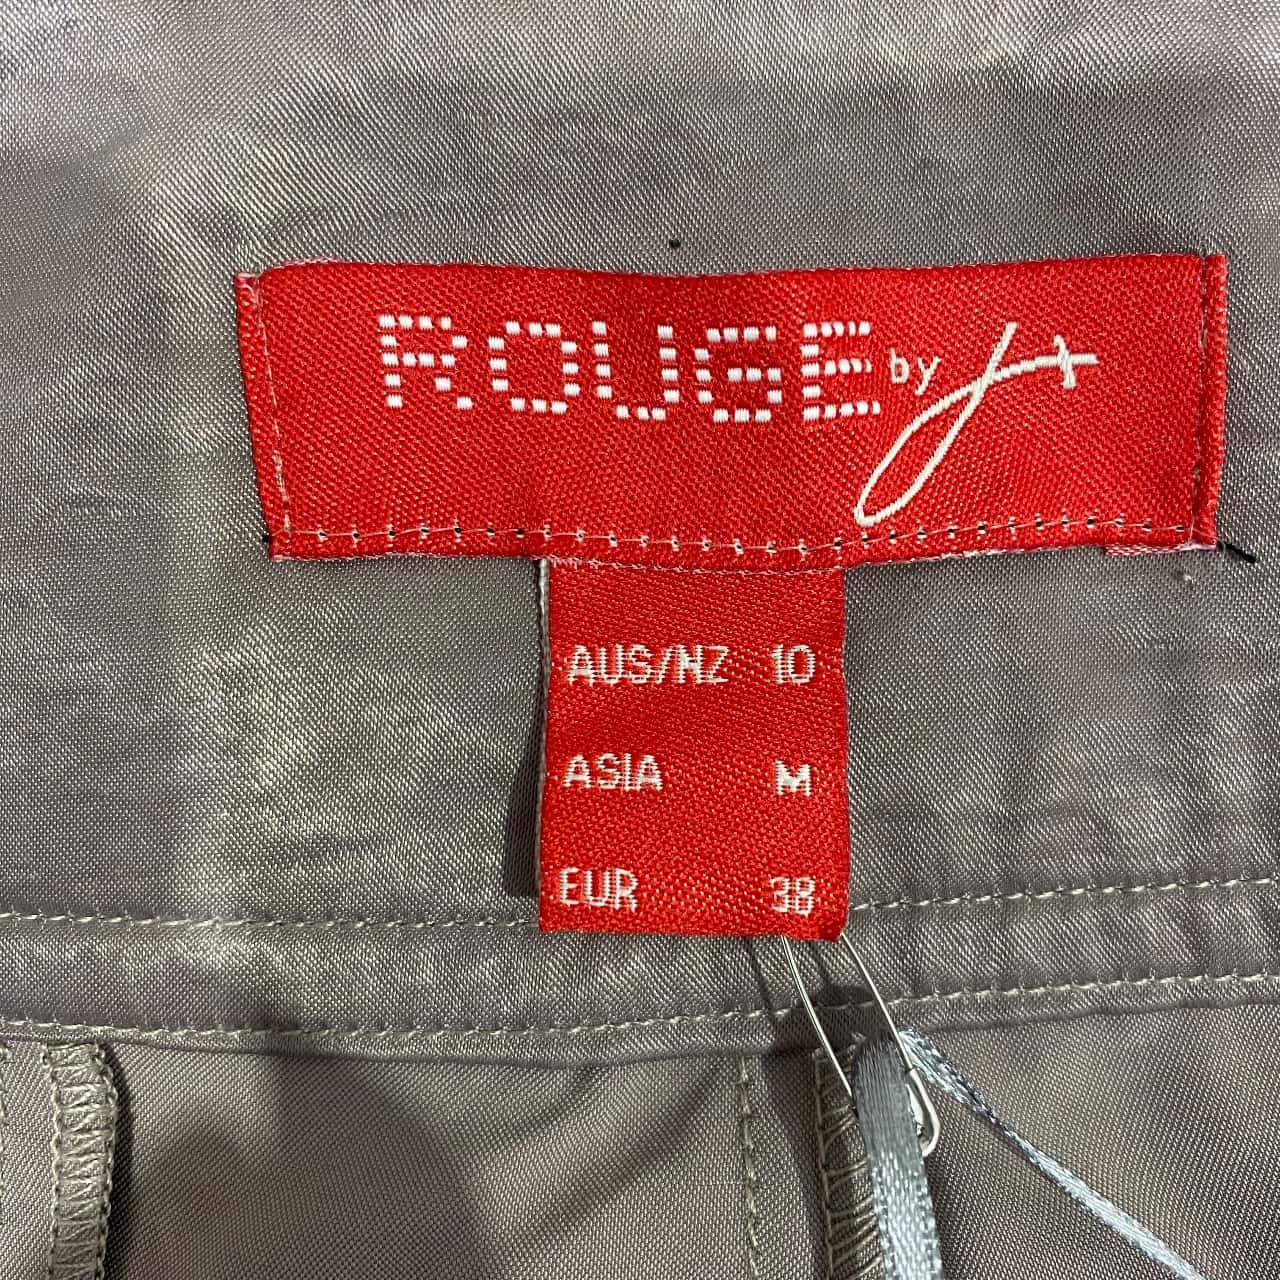 ROUGE by J+
AUS/NZ 10
ASIA M
EUR 38